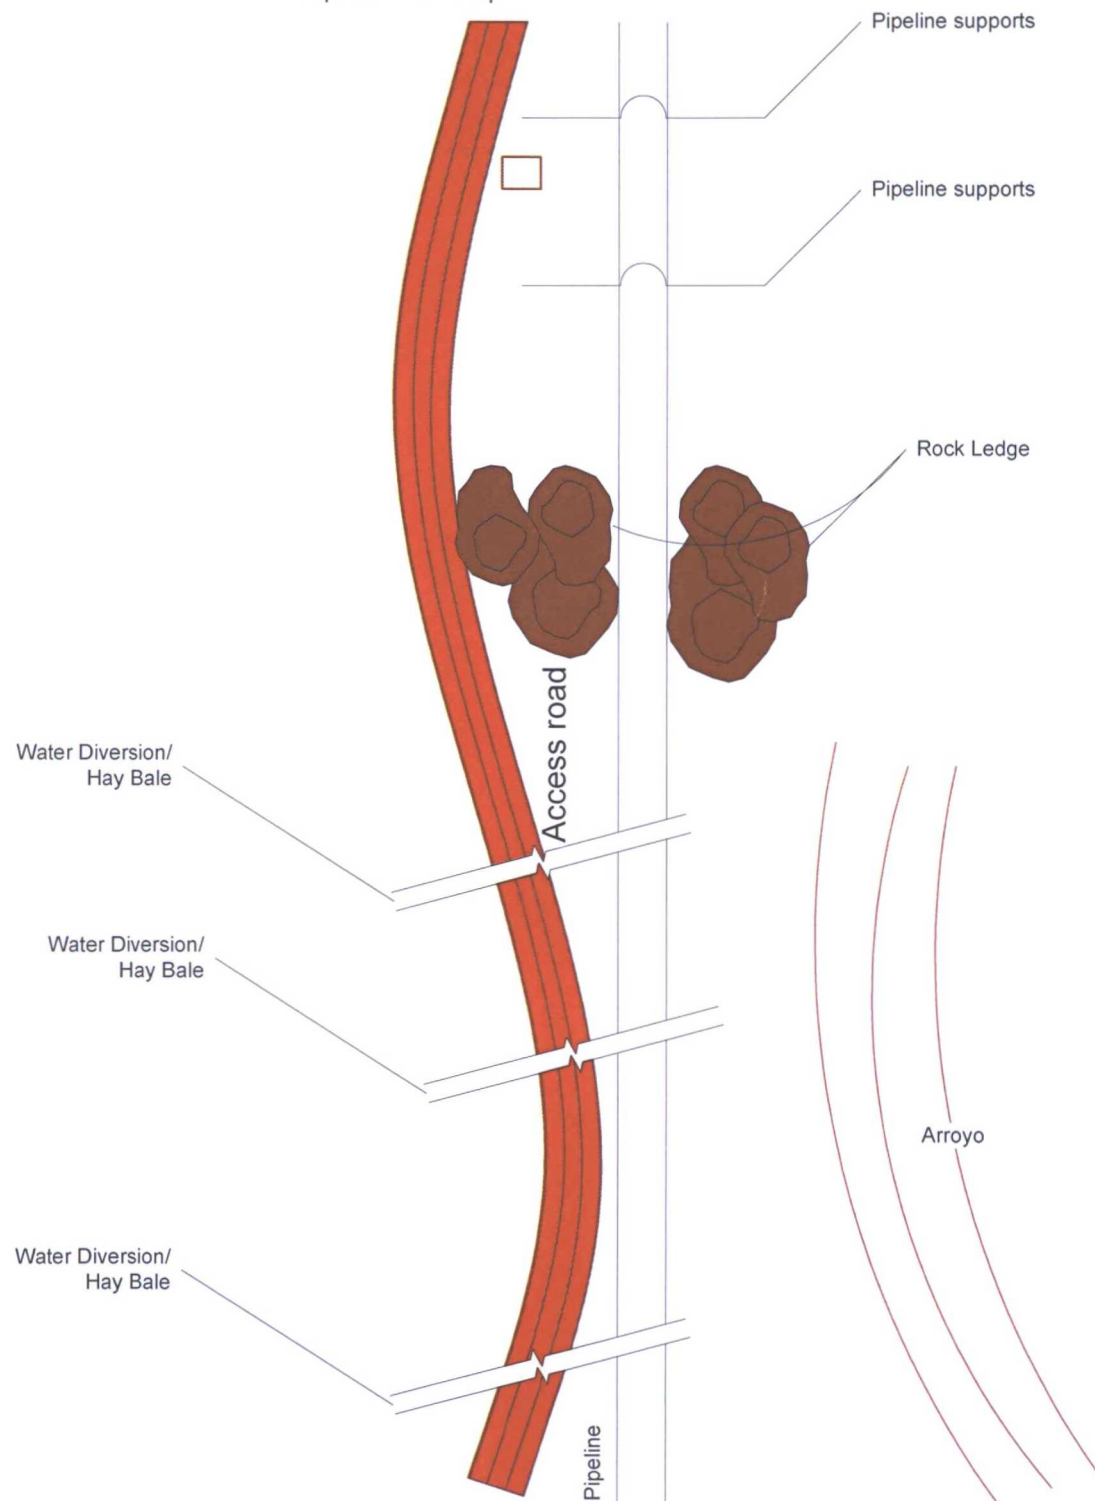 Pipeline supports
Pipeline supports
Rock Ledge
Access road
Water Diversion/
Hay Bale
Water Diversion/
Hay Bale
Arroyo
Water Diversion/
Hay Bale
Pipeline